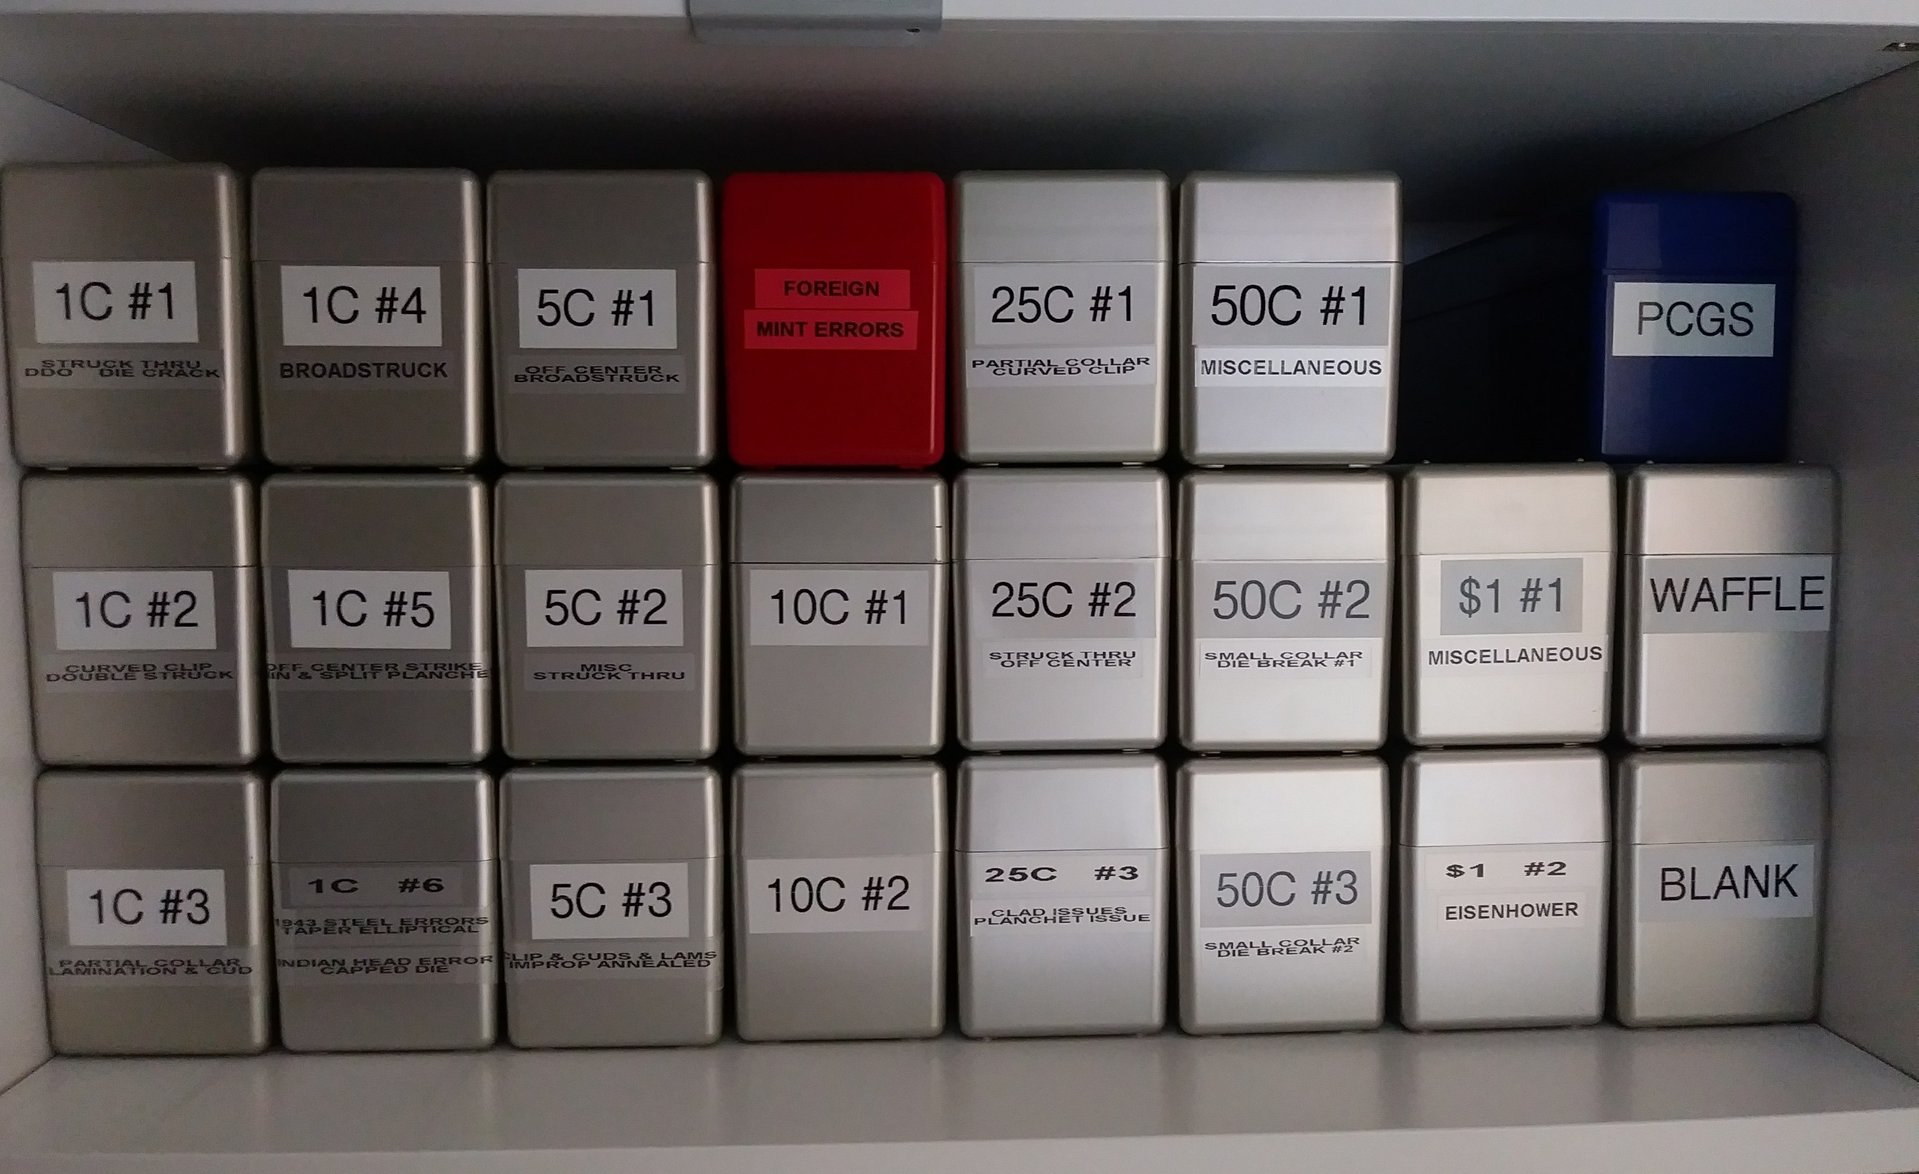 1C #1
STRUCK THRU
DDO DIE CRACK
1C #4
BROADSTRUCK
5C #1
OFF CENTER
BROADSTRUCK
FOREIGN
MINT ERRORS
25C #1
PARTIAL COLLAR
CURVED CLIP
50C #1
MISCELLANEOUS
PCGS
1C #2
CURVED CLIP
DOUBLE STRUCK
1C #5
OFF CENTER STRIKE
IN & SPLIT PLANCHE
5C #2
MISC
STRUCK THRU
10C #1
25C #2
STRUCK THRU
OFF CENTER
50C #2
SMALL COLLAR
DIE BREAK #1
$1 #1
MISCELLANEOUS
WAFFLE
1C #3
PARTIAL COLLAR
LAMINATION & CUD
1C #6
1943 STEEL ERRORS
TAPER ELLIPTICAL
INDIAN HEAD ERROR
CAPPED DIE
5C #3
CLIP & CUDS & LAMS
IMPROP ANNEALED
10C #2
25C #3
CLAD ISSUES
PLANCHET ISSUE
50C #3
SMALL COLLAR
DIE BREAK #2
$1 #2
EISENHOWER
BLANK